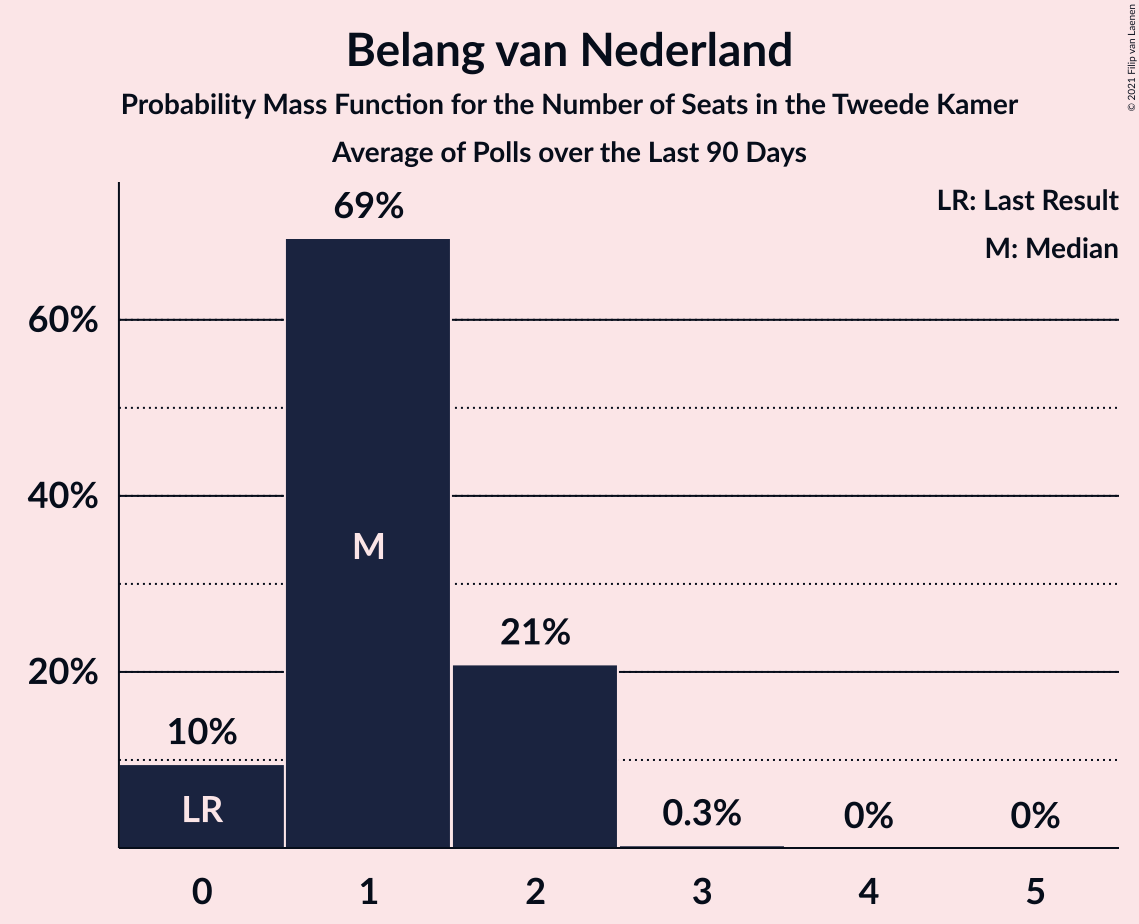 Belang van Nederland
Probability Mass Function for the Number of Seats in the Tweede Kamer
Average of Polls over the Last 90 Days
© 2021 Filip van Laenen
LR: Last Result
M: Median
69%
60%
40%
M
21%
20%
10%
LR
0.3%
0%
0%
0 1 2 3 4 5